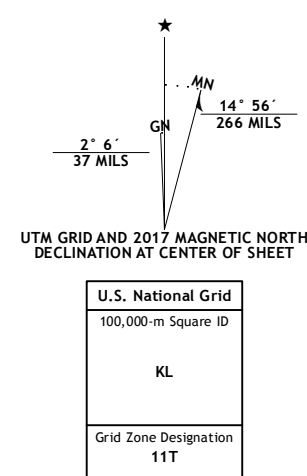 ★
MN
GN
14° 56´
266 MILS
2° 6´
37 MILS
UTM GRID AND 2017 MAGNETIC NORTH
DECLINATION AT CENTER OF SHEET
U.S. National Grid
100,000-m Square ID
KL
Grid Zone Designation
11T